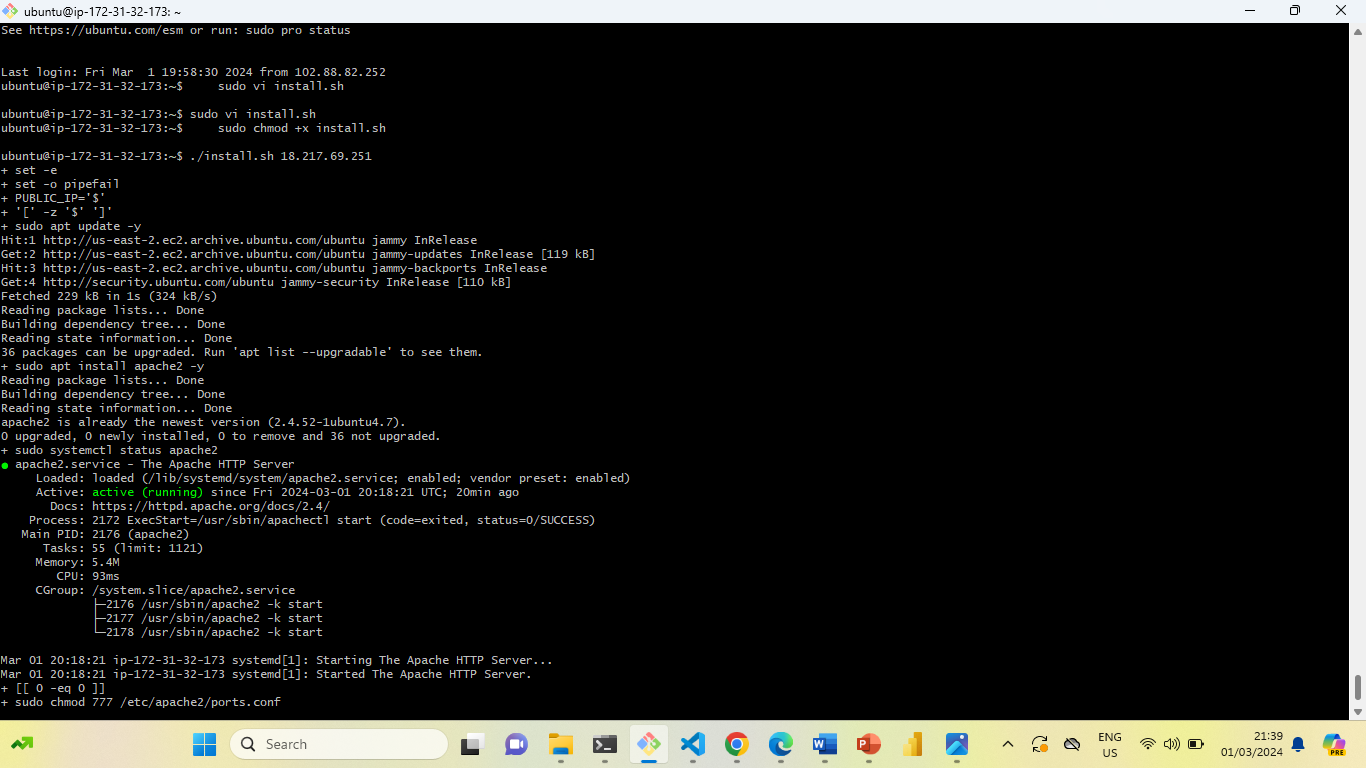 ubuntu@ip-172-31-32-173: ~
See https://ubuntu.com/esm or run: sudo pro status
Last login: Fri Mar  1 19:58:30 2024 from 102.88.82.252
ubuntu@ip-172-31-32-173:~$     sudo vi install.sh
ubuntu@ip-172-31-32-173:~$ sudo vi install.sh
ubuntu@ip-172-31-32-173:~$     sudo chmod +x install.sh
ubuntu@ip-172-31-32-173:~$ ./install.sh 18.217.69.251
+ set -e
+ set -o pipefail
+ PUBLIC_IP='$'
+ '[' -z '$' ']'
+ sudo apt update -y
Hit:1 http://us-east-2.ec2.archive.ubuntu.com/ubuntu jammy InRelease
Get:2 http://us-east-2.ec2.archive.ubuntu.com/ubuntu jammy-updates InRelease [119 kB]
Hit:3 http://us-east-2.ec2.archive.ubuntu.com/ubuntu jammy-backports InRelease
Get:4 http://security.ubuntu.com/ubuntu jammy-security InRelease [110 kB]
Fetched 229 kB in 1s (324 kB/s)
Reading package lists... Done
Building dependency tree... Done
Reading state information... Done
36 packages can be upgraded. Run 'apt list --upgradable' to see them.
+ sudo apt install apache2 -y
Reading package lists... Done
Building dependency tree... Done
Reading state information... Done
apache2 is already the newest version (2.4.52-1ubuntu4.7).
0 upgraded, 0 newly installed, 0 to remove and 36 not upgraded.
+ sudo systemctl status apache2
● apache2.service - The Apache HTTP Server
     Loaded: loaded (/lib/systemd/system/apache2.service; enabled; vendor preset: enabled)
     Active: active (running) since Fri 2024-03-01 20:18:21 UTC; 20min ago
       Docs: https://httpd.apache.org/docs/2.4/
    Process: 2172 ExecStart=/usr/sbin/apachectl start (code=exited, status=0/SUCCESS)
   Main PID: 2176 (apache2)
      Tasks: 55 (limit: 1121)
     Memory: 5.4M
        CPU: 93ms
     CGroup: /system.slice/apache2.service
             ├─2176 /usr/sbin/apache2 -k start
             ├─2177 /usr/sbin/apache2 -k start
             └─2178 /usr/sbin/apache2 -k start
Mar 01 20:18:21 ip-172-31-32-173 systemd[1]: Starting The Apache HTTP Server...
Mar 01 20:18:21 ip-172-31-32-173 systemd[1]: Started The Apache HTTP Server.
+ [[ 0 -eq 0 ]]
+ sudo chmod 777 /etc/apache2/ports.conf
Search
ENG
US
21:39
01/03/2024
PRE